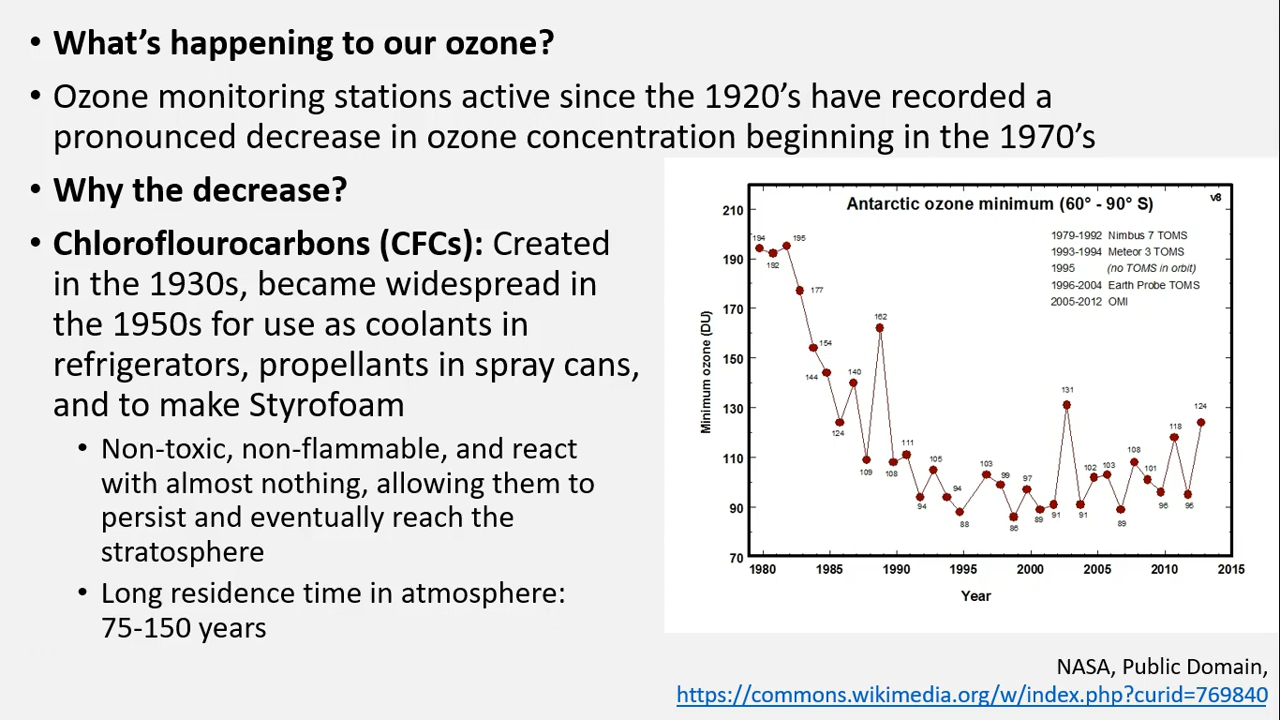 • What’s happening to our ozone?
• Ozone monitoring stations active since the 1920’s have recorded a
pronounced decrease in ozone concentration beginning in the 1970’s
• Why the decrease?
• Chloroflourocarbons (CFCs): Created
in the 1930s, became widespread in
the 1950s for use as coolants in
refrigerators, propellants in spray cans,
and to make Styrofoam
• Non-toxic, non-flammable, and react
with almost nothing, allowing them to
persist and eventually reach the
stratosphere
• Long residence time in atmosphere:
75-150 years
Antarctic ozone minimum (60° - 90° S)
v8
1979-1992 Nimbus 7 TOMS
1993-1994 Meteor 3 TOMS
1995 (no TOMS in orbit)
1996-2004 Earth Probe TOMS
2005-2012 OMI
Minimum ozone (DU)
210
190
170
150
130
110
90
70
194
192
195
177
154
144
124
140
109
162
108
111
94
105
94
88
103
99
86
97
89
91
131
91
102
103
89
108
101
96
118
95
124
1980 1985 1990 1995 2000 2005 2010 2015
Year
NASA, Public Domain,
https://commons.wikimedia.org/w/index.php?curid=769840